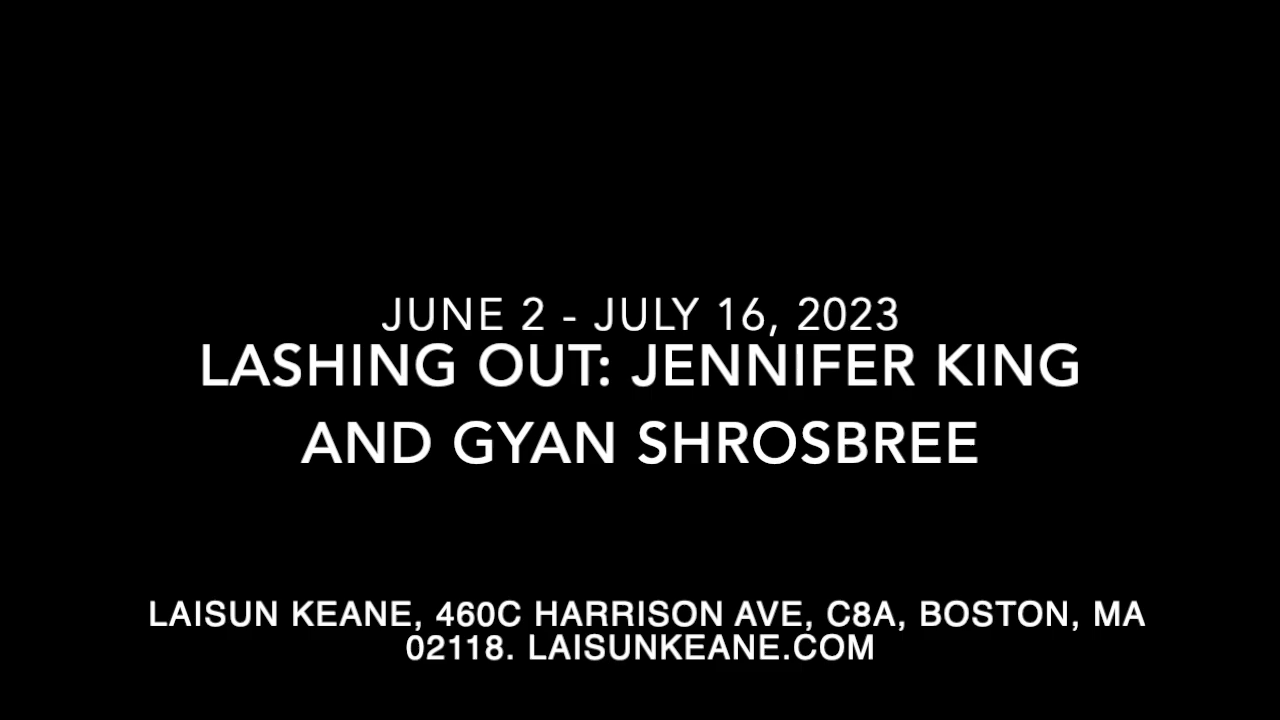 JUNE 2 - JULY 16, 2023
LASHING OUT: JENNIFER KING
AND GYAN SHROSBREE
LAISUN KEANE, 460C HARRISON AVE, C8A, BOSTON, MA
02118. LAISUNKEANE.COM